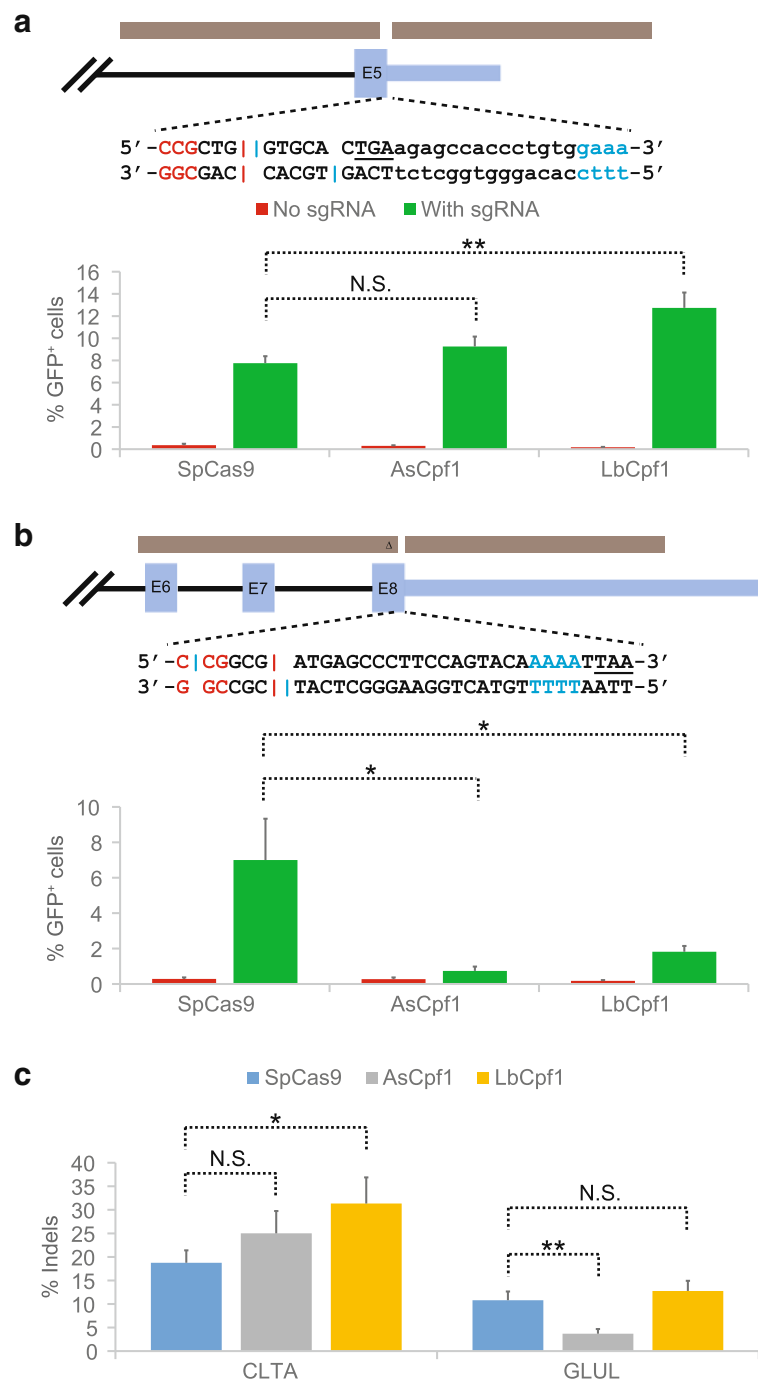 a
E5
5′-CCGCTG||GTGCA CTGAagagccaccctgtggaaa-3′
3′-GGCGAC| CACGT|GACTtctcggtgggacaccttt-5′
No sgRNA With sgRNA
**
N.S.
% GFP⁺ cells
16
14
12
10
8
6
4
2
0
SpCas9 AsCpf1 LbCpf1
b
Δ
E6 E7 E8
5′-C|CGGCG| ATGAGCCCTTCCAGTACAAAAATTAA-3′
3′-G GCCGC||TACTCGGGAAGGTCATGTTTTTAATT-5′
*
*
% GFP⁺ cells
10
8
6
4
2
0
SpCas9 AsCpf1 LbCpf1
c
SpCas9 AsCpf1 LbCpf1
*
N.S.
N.S.
**
% Indels
40
35
30
25
20
15
10
5
0
CLTA GLUL